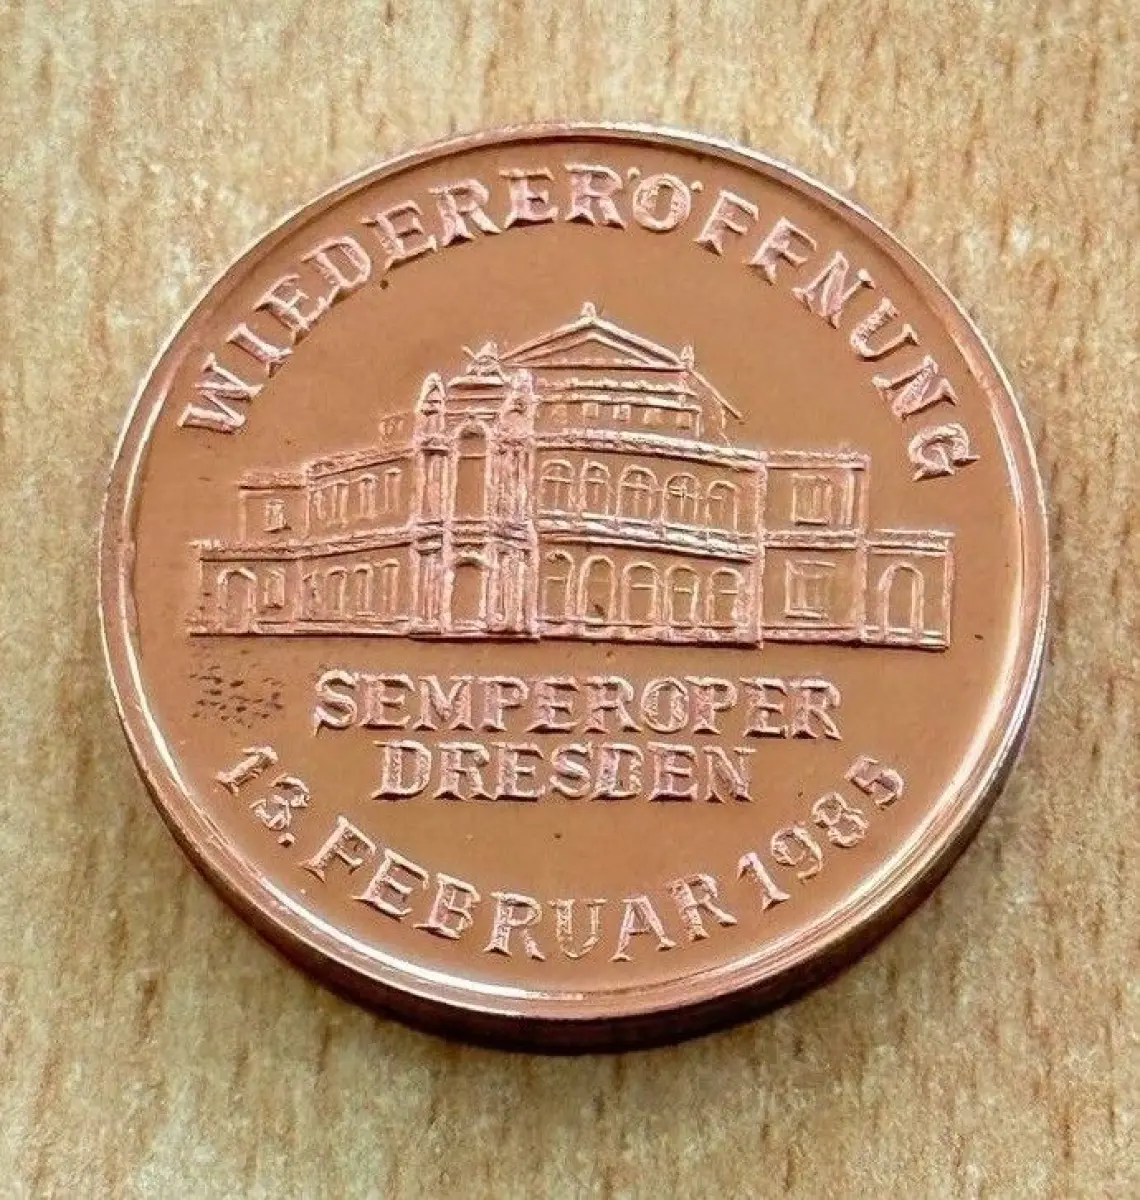 WIEDERERÖFFNUNG
SEMPEROPER
DRESDEN
13. FEBRUAR 1985